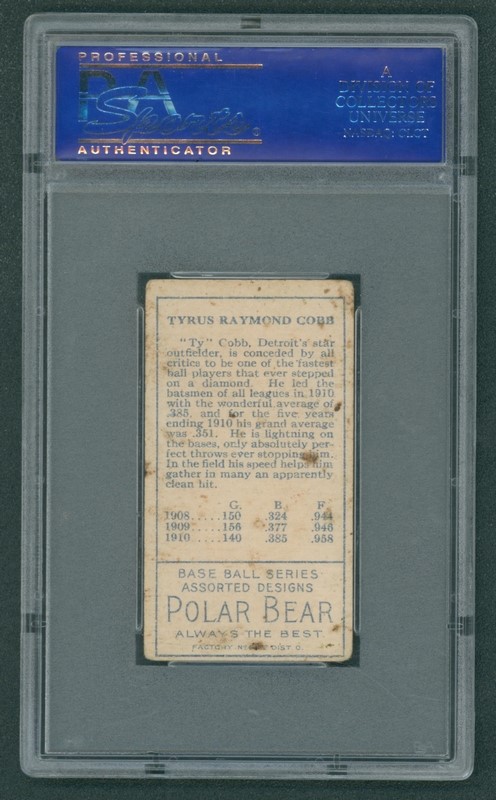 PROFESSIONAL
PSA
Sports
AUTHENTICATOR
A
DIVISION OF
COLLECTORS
UNIVERSE
NASDAQ: CLCT
TYRUS RAYMOND COBB
"Ty" Cobb, Detroit's star
outfielder, is conceded by all
critics to be one of the fastest
ball players that ever stepped
on a diamond. He led the
batsmen of all leagues in 1910
with the wonderful average of
.385, and for the five years
ending 1910 his grand average
was .351. He is lightning on
the bases, only absolutely per-
fect throws ever stopping him.
In the field his speed helps him
gather in many an apparently
clean hit.
G. B. F.
1908.....150 .324 .944
1909.....156 .377 .946
1910.....140 .385 .958
BASE BALL SERIES
ASSORTED DESIGNS
POLAR BEAR
ALWAYS THE BEST
FACTORY DIST O.